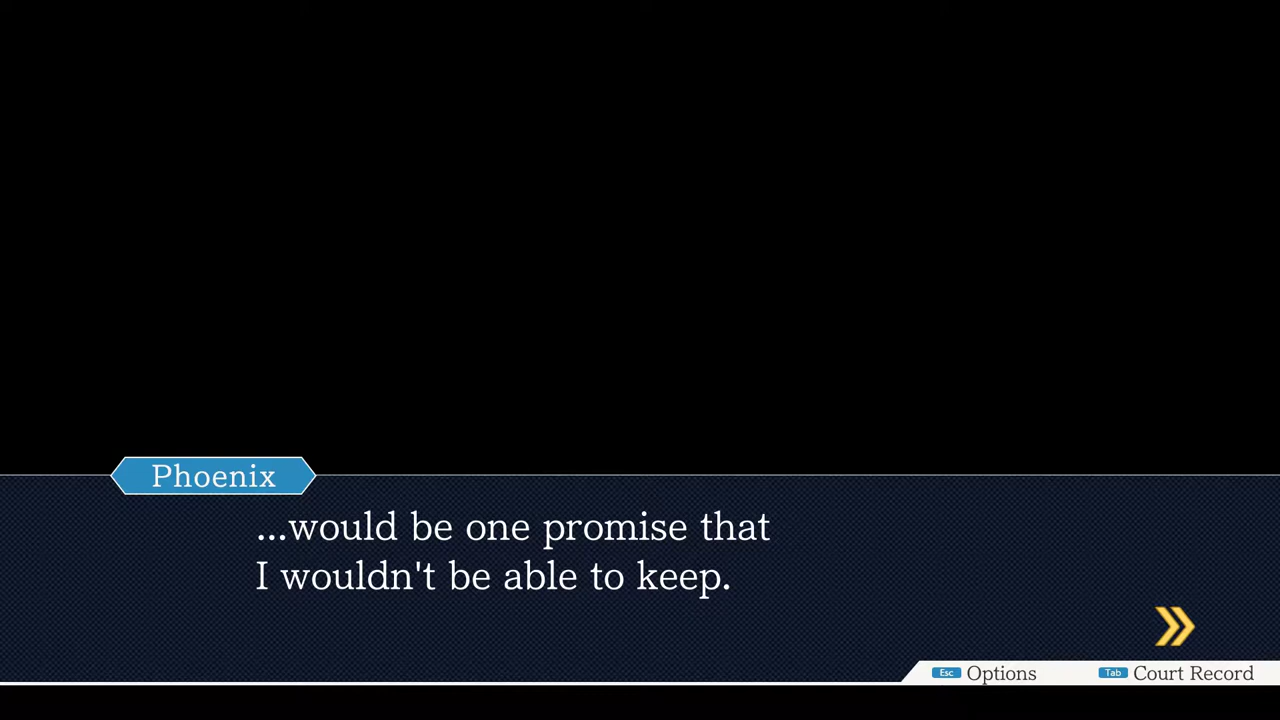 Phoenix
...would be one promise that
I wouldn't be able to keep.
Esc Options Tab Court Record